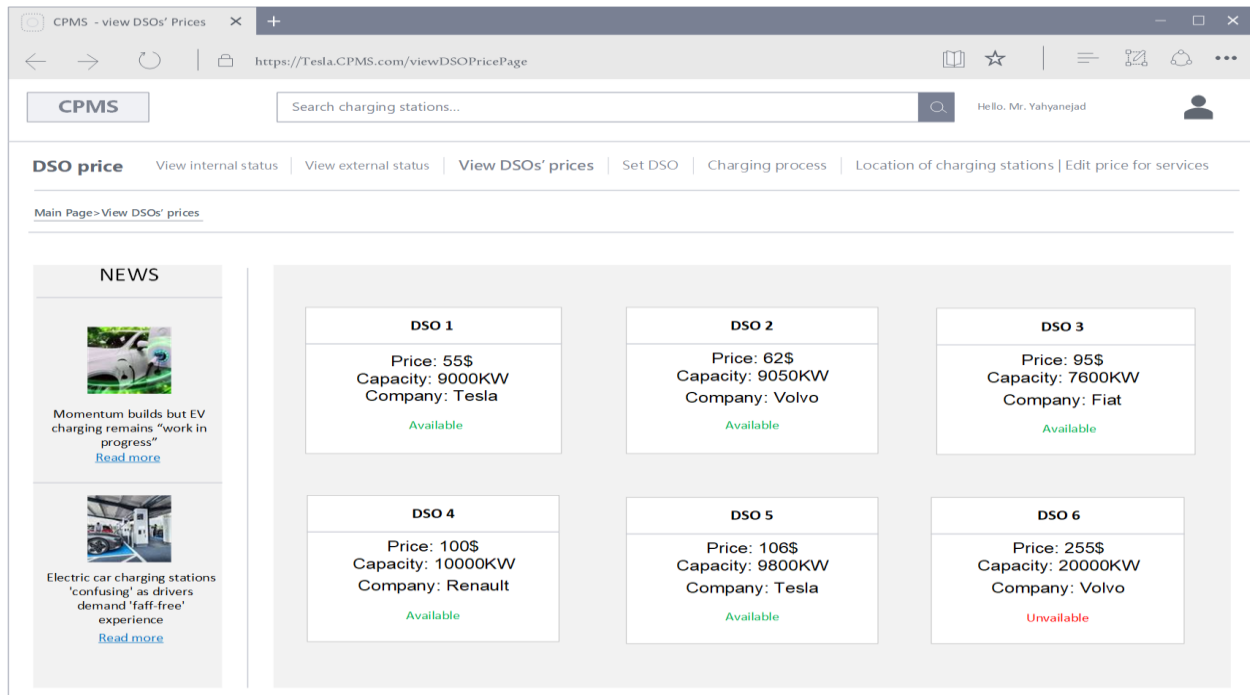 CPMS - view DSOs' Prices
https://Tesla.CPMS.com/viewDSOPricePage
CPMS
Search charging stations...
Hello. Mr. Yahyanejad
DSO price
View internal status
View external status
View DSOs' prices
Set DSO
Charging process
Location of charging stations | Edit price for services
Main Page>View DSOs' prices
NEWS
Momentum builds but EV
charging remains “work in
progress”
Read more
Electric car charging stations
'confusing' as drivers
demand 'faff-free'
experience
Read more
DSO 1
Price: 55$
Capacity: 9000KW
Company: Tesla
Available
DSO 2
Price: 62$
Capacity: 9050KW
Company: Volvo
Available
DSO 3
Price: 95$
Capacity: 7600KW
Company: Fiat
Available
DSO 4
Price: 100$
Capacity: 10000KW
Company: Renault
Available
DSO 5
Price: 106$
Capacity: 9800KW
Company: Tesla
Available
DSO 6
Price: 255$
Capacity: 20000KW
Company: Volvo
Unvailable